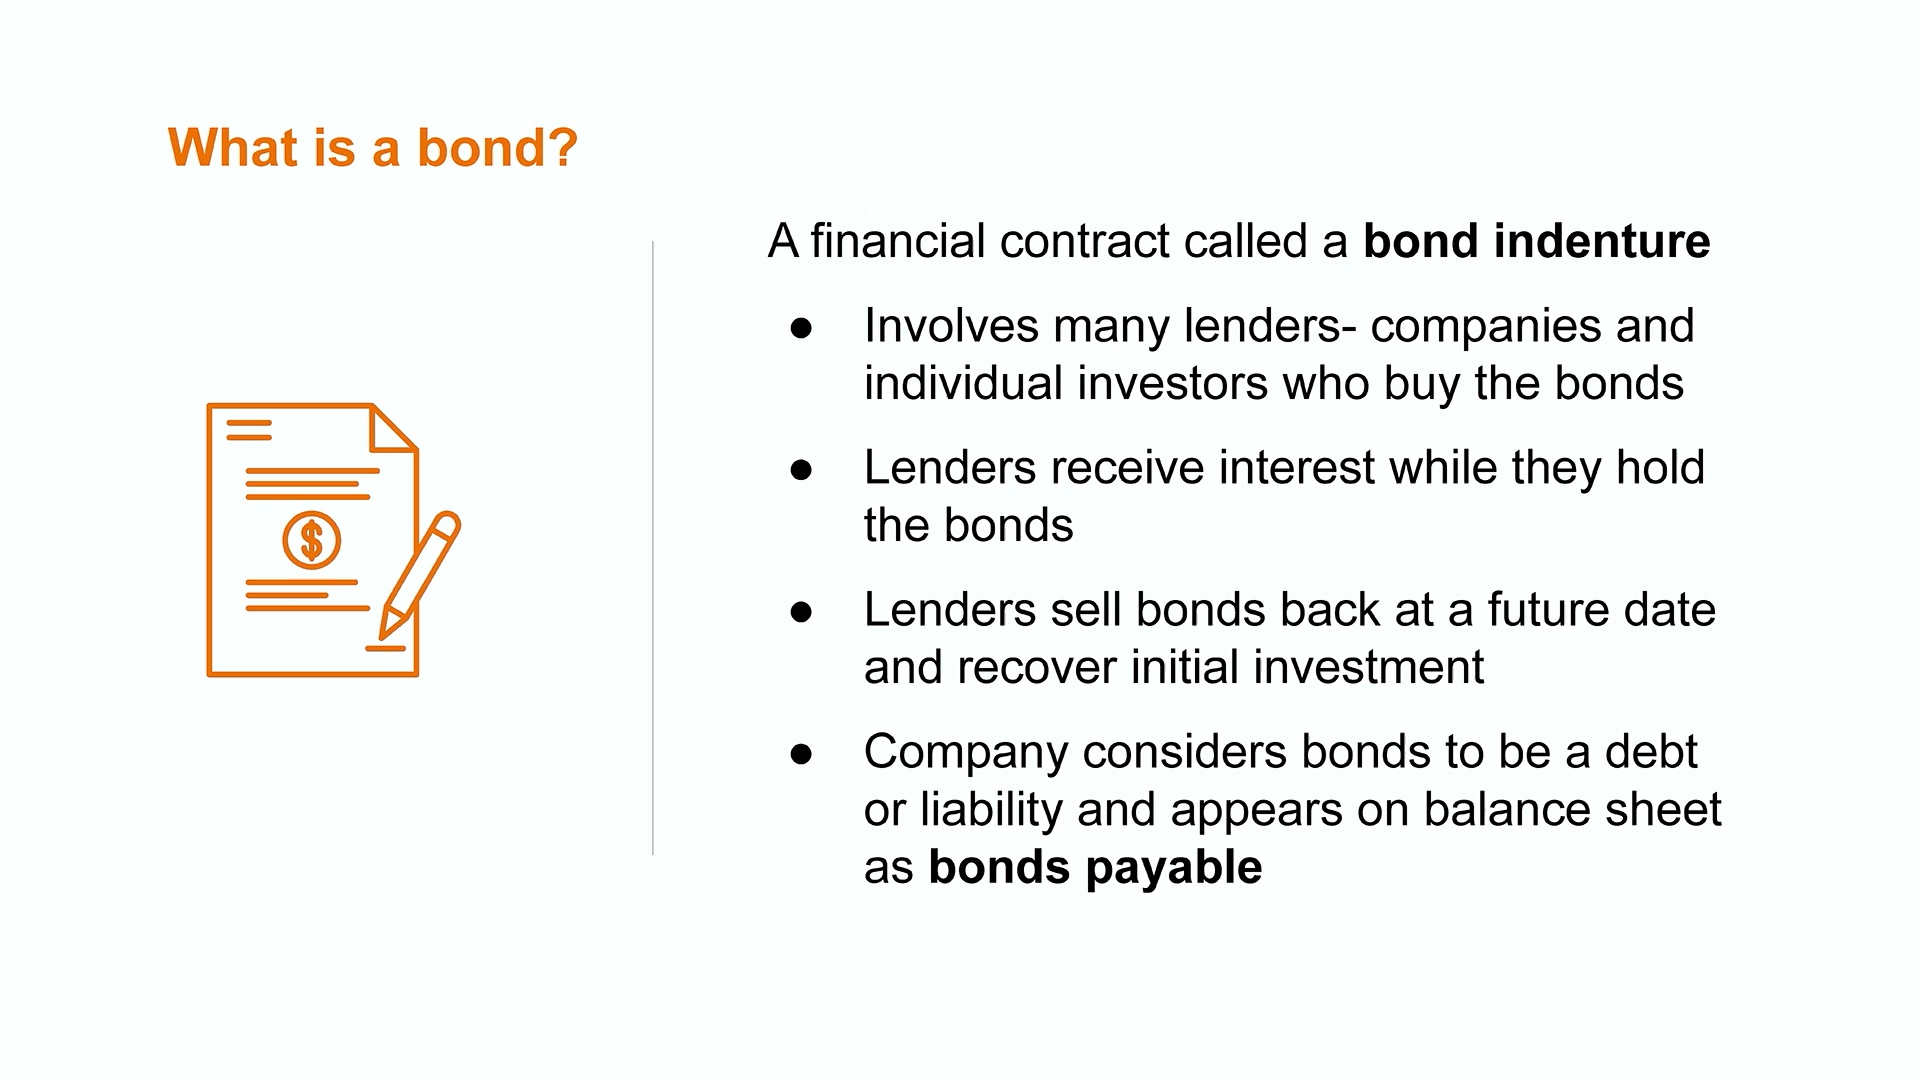 What is a bond?
A financial contract called a bond indenture
● Involves many lenders- companies and
individual investors who buy the bonds
● Lenders receive interest while they hold
the bonds
● Lenders sell bonds back at a future date
and recover initial investment
● Company considers bonds to be a debt
or liability and appears on balance sheet
as bonds payable
$